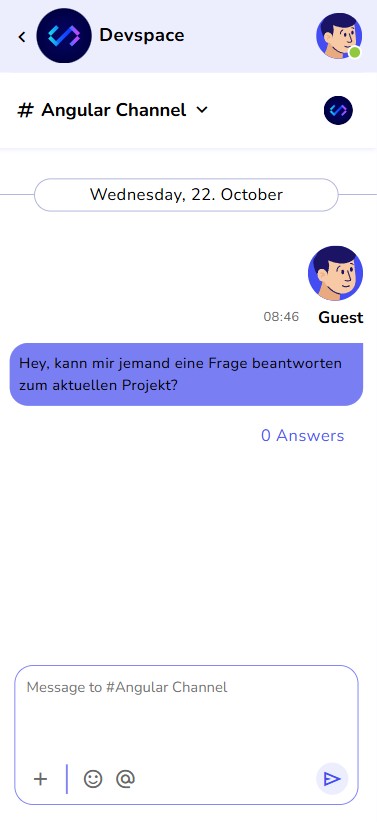 Devspace
# Angular Channel
Wednesday, 22. October
08:46 Guest
Hey, kann mir jemand eine Frage beantworten
zum aktuellen Projekt?
0 Answers
Message to #Angular Channel